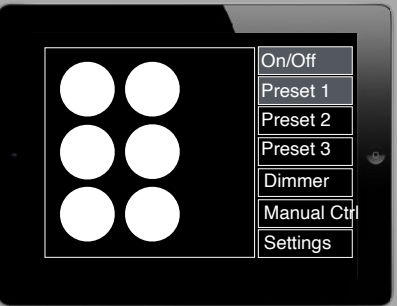 On/Off
Preset 1
Preset 2
Preset 3
Dimmer
Manual Ctrl
Settings